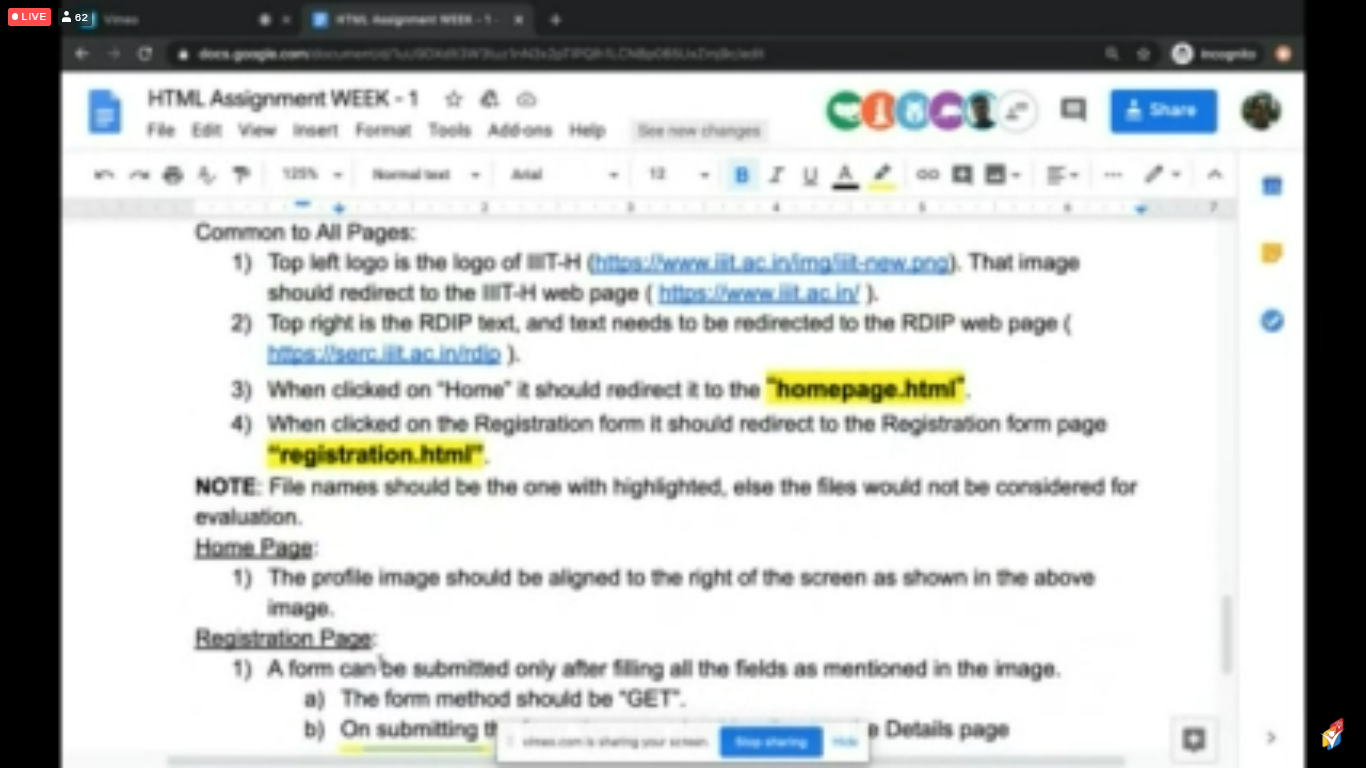 LIVE
62
Vimeo
HTML Assignment WEEK - 1 -
docs.google.com
Incognito
HTML Assignment WEEK - 1
File Edit View Insert Format Tools Add-ons Help See new changes
Share
125% Normal text Arial 12 B I U A
2 3 4 5 6 7
Common to All Pages:
1) Top left logo is the logo of IIIT-H (https://www.iiit.ac.in/img/iiit-new.png). That image
should redirect to the IIIT-H web page ( https://www.iiit.ac.in/ ).
2) Top right is the RDIP text, and text needs to be redirected to the RDIP web page (
https://serc.iiit.ac.in/rdip ).
3) When clicked on “Home” it should redirect it to the "homepage.html".
4) When clicked on the Registration form it should redirect to the Registration form page
“registration.html”.
NOTE: File names should be the one with highlighted, else the files would not be considered for
evaluation.
Home Page:
1) The profile image should be aligned to the right of the screen as shown in the above
image.
Registration Page:
1) A form can be submitted only after filling all the fields as mentioned in the image.
a) The form method should be “GET”.
b) On submitting Details page
vimeo.com is sharing your screen. Stop sharing Hide